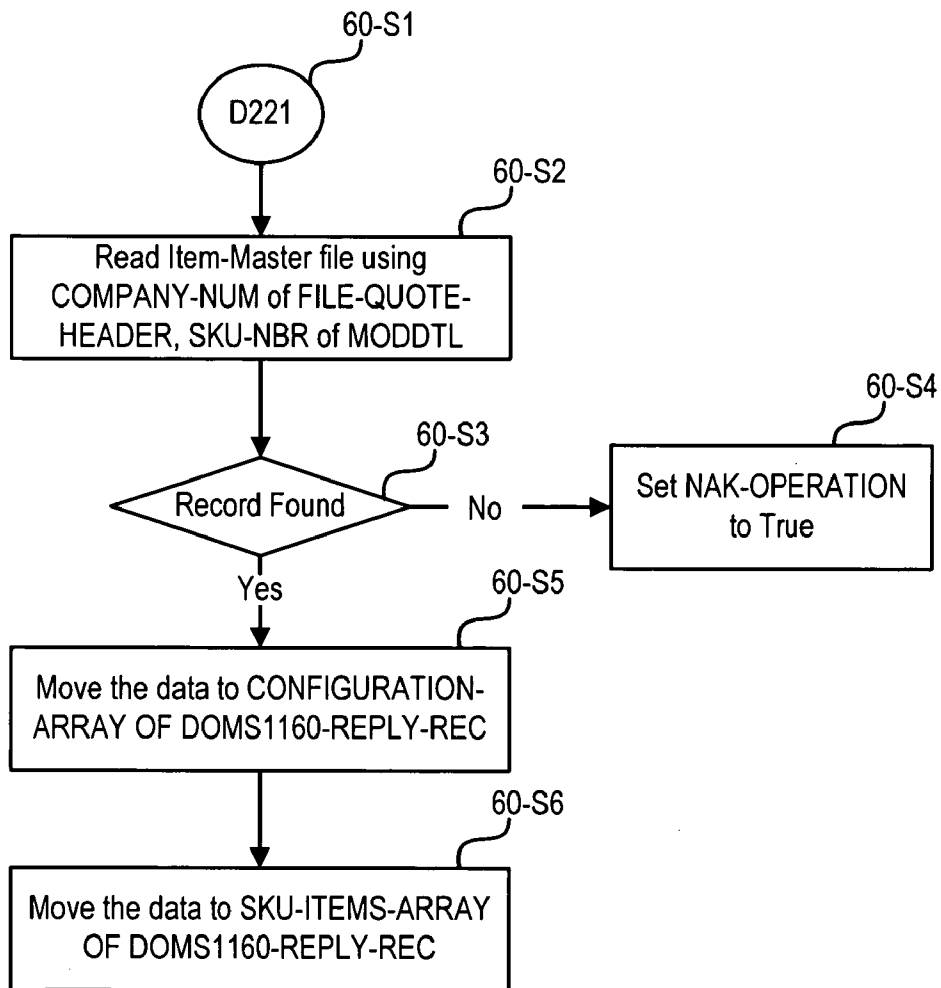 60-S1
D221
60-S2
Read Item-Master file using
COMPANY-NUM of FILE-QUOTE-
HEADER, SKU-NBR of MODDTL
60-S3
Record Found
No
60-S4
Set NAK-OPERATION
to True
Yes
60-S5
Move the data to CONFIGURATION-
ARRAY OF DOMS1160-REPLY-REC
60-S6
Move the data to SKU-ITEMS-ARRAY
OF DOMS1160-REPLY-REC